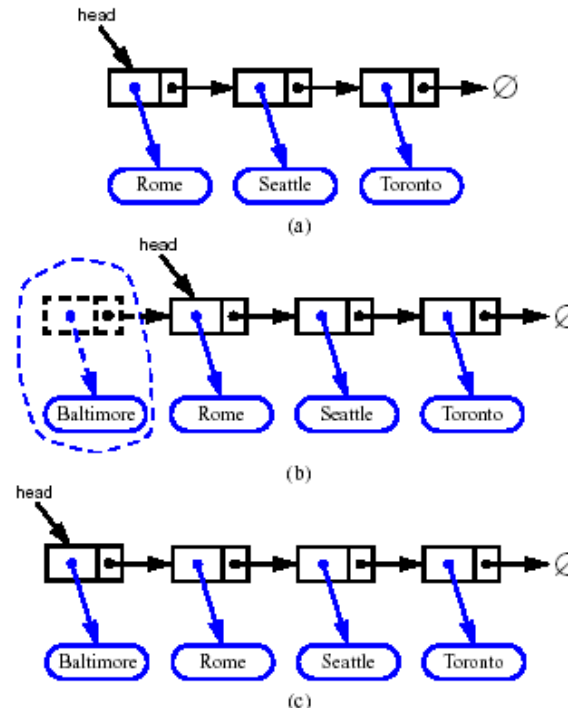 head
∅
Rome Seattle Toronto
(a)
head
∅
Baltimore Rome Seattle Toronto
(b)
head
∅
Baltimore Rome Seattle Toronto
(c)